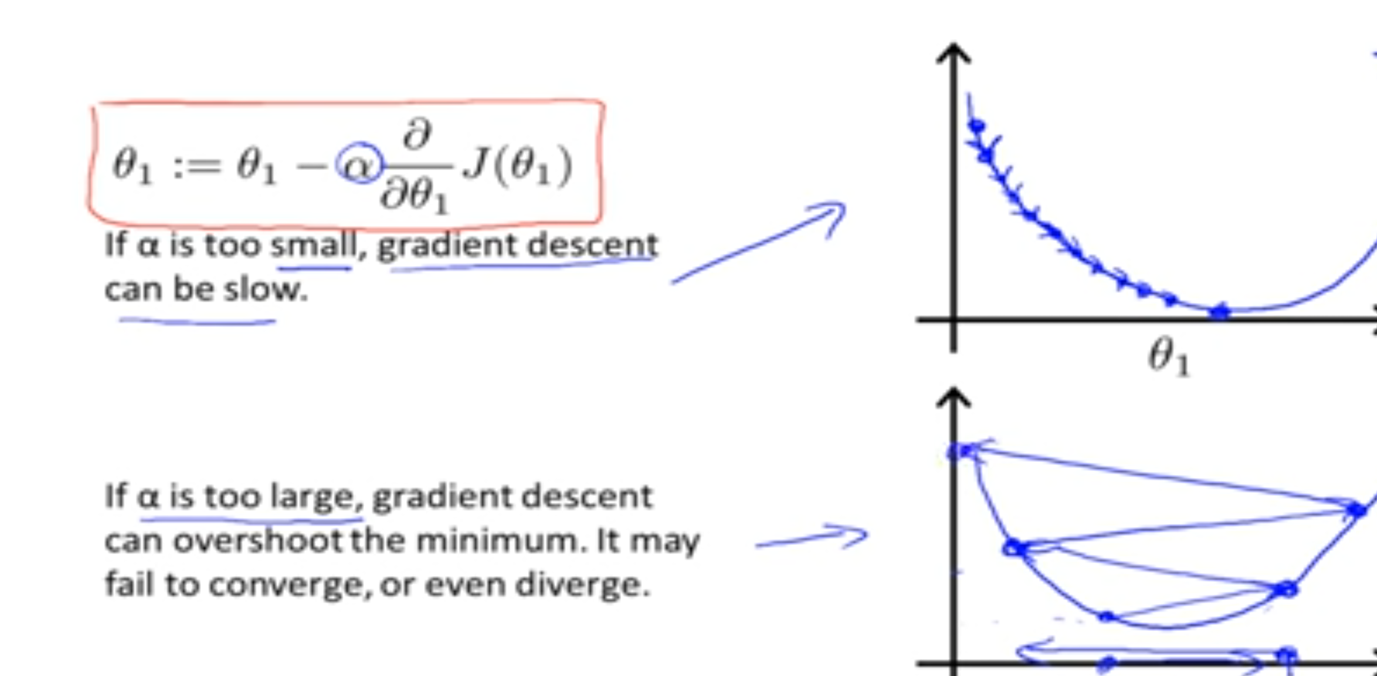 θ₁ := θ₁ − α ∂/∂θ₁ J(θ₁)
If α is too small, gradient descent
can be slow.
θ₁
If α is too large, gradient descent
can overshoot the minimum. It may
fail to converge, or even diverge.